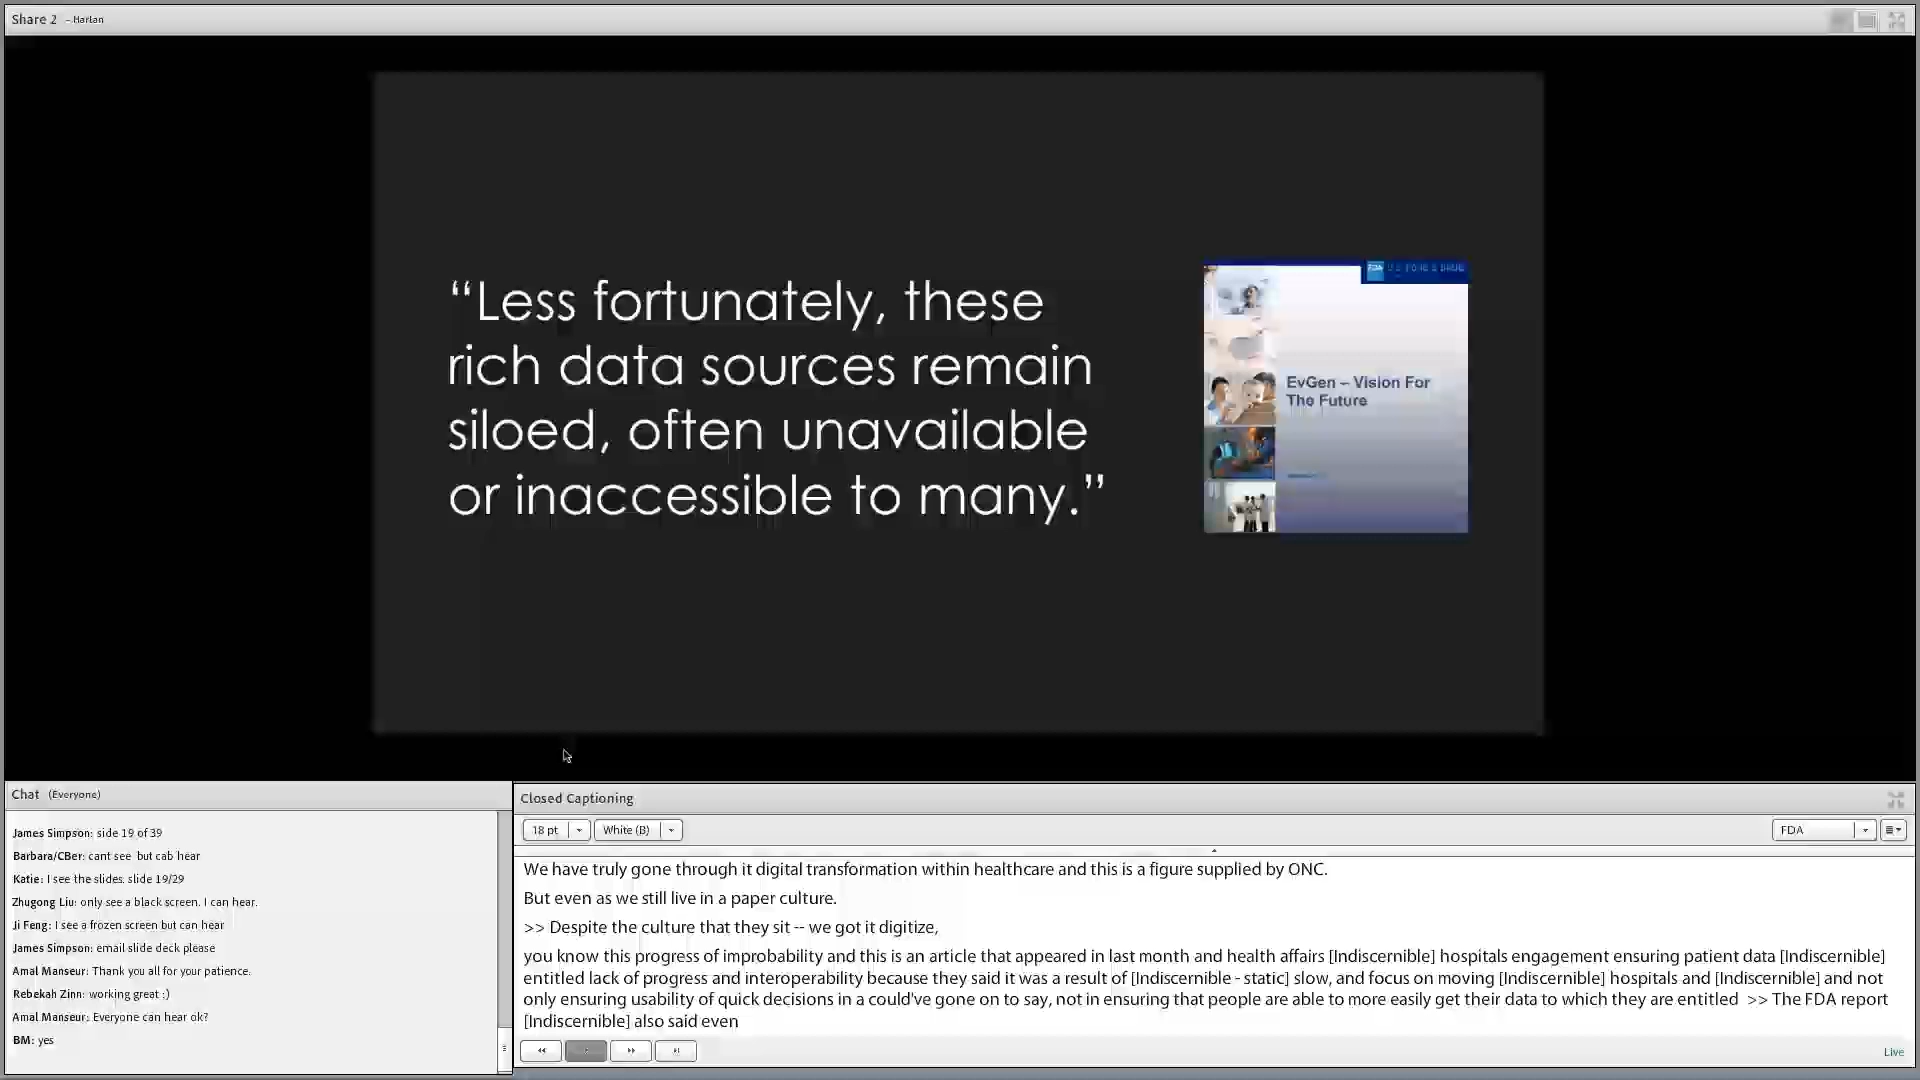 Share 2 - Harlan
“Less fortunately, these
rich data sources remain
siloed, often unavailable
or inaccessible to many.”
FDA U.S. FOOD & DRUG
EvGen – Vision For
The Future
Chat (Everyone)
James Simpson: side 19 of 39
Barbara/CBer: cant see but cab hear
Katie: I see the slides. slide 19/29
Zhugong Liu: only see a black screen. I can hear.
Ji Feng: I see a frozen screen but can hear
James Simpson: email slide deck please
Amal Manseur: Thank you all for your patience.
Rebekah Zinn: working great :)
Amal Manseur: Everyone can hear ok?
BM: yes
Closed Captioning
18 pt White (B) FDA
We have truly gone through it digital transformation within healthcare and this is a figure supplied by ONC.
But even as we still live in a paper culture.
>> Despite the culture that they sit -- we got it digitize,
you know this progress of improbability and this is an article that appeared in last month and health affairs [Indiscernible] hospitals engagement ensuring patient data [Indiscernible]
entitled lack of progress and interoperability because they said it was a result of [Indiscernible - static] slow, and focus on moving [Indiscernible] hospitals and [Indiscernible] and not
only ensuring usability of quick decisions in a could've gone on to say, not in ensuring that people are able to more easily get their data to which they are entitled >> The FDA report
[Indiscernible] also said even
Live